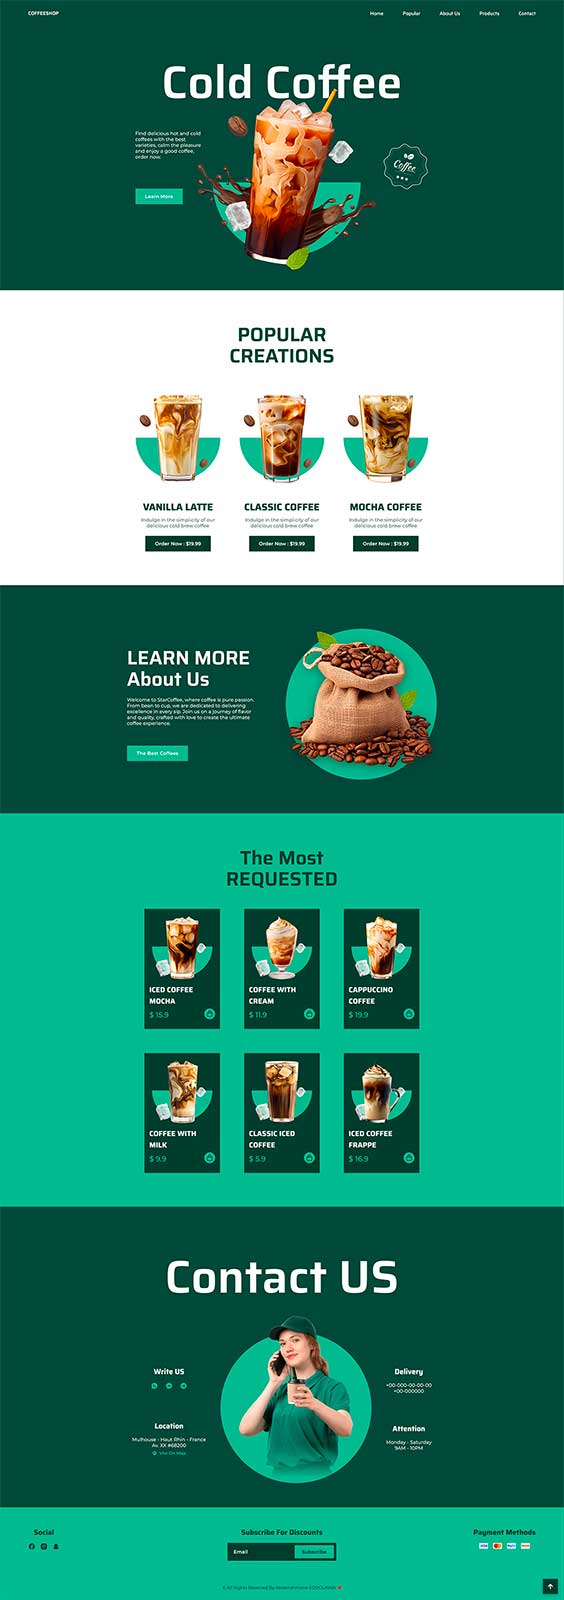 COFFEESHOP
Home Popular About Us Products Contact
Cold Coffee
Find delicious hot and cold
coffees with the best
varieties, calm the pleasure
and enjoy a good coffee,
order now.
Learn More
Coffee
POPULAR
CREATIONS
VANILLA LATTE
Indulge in the simplicity of our
delicious cold brew coffee
Order Now : $19.99
CLASSIC COFFEE
Indulge in the simplicity of our
delicious cold brew coffee
Order Now : $19.99
MOCHA COFFEE
Indulge in the simplicity of our
delicious cold brew coffee
Order Now : $19.99
LEARN MORE
About Us
Welcome to StarCoffee, where coffee is pure passion.
From bean to cup, we are dedicated to delivering
excellence in every sip. Join us on a journey of flavor
and quality, crafted with love to create the ultimate
coffee experience.
The Best Coffees
The Most
REQUESTED
ICED COFFEE
MOCHA
$ 15.9
COFFEE WITH
CREAM
$ 11.9
CAPPUCCINO
COFFEE
$ 19.9
COFFEE WITH
MILK
$ 9.9
CLASSIC ICED
COFFEE
$ 5.9
ICED COFFEE
FRAPPE
$ 16.9
Contact US
Write US
Location
Mulhouse - Haut Rhin - France
Av. XX #68200
View On Map
Delivery
+00-000-00-00-00
+00-000000
Attention
Monday - Saturday
9AM - 10PM
Social
Subscribe For Discounts
Email
Subscribe
Payment Methods
All Rights Reserved By